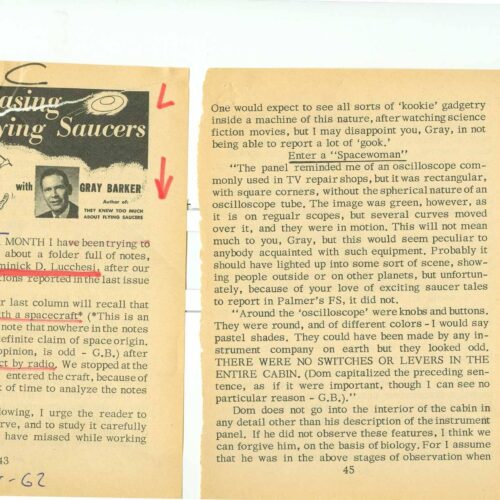 asing
ying Saucers
with GRAY BARKER
Author of:
THEY KNEW TOO MUCH
ABOUT FLYING SAUCERS
MONTH I have been trying to
about a folder full of notes,
minick D. Lucchesi, after our
tions reported in the last issue
r last column will recall that
th a spacecraft* (*This is an
note that nowhere in the notes
efinite claim of space origin.
opinion, is odd - G.B.) after
ct by radio. We stopped at the
entered the craft, because of
t of time to analyze the notes
lowing, I urge the reader to
rve, and to study it carefully
have missed while working
43
-62
One would expect to see all sorts of 'kookie' gadgetry
inside a machine of this nature, after watching science
fiction movies, but I may disappoint you, Gray, in not
being able to report a lot of 'gook.'
Enter a "Spacewoman"
"The panel reminded me of an oscilloscope com-
monly used in TV repair shops, but it was rectangular,
with square corners, without the spherical nature of an
oscilloscope tube. The image was green, however, as
it is on regualr scopes, but several curves moved
over it, and they were in motion. This will not mean
much to you, Gray, but this would seem peculiar to
anybody acquainted with such equipment. Probably it
should have lighted up into some sort of scene, show-
ing people outside or on other planets, but unfortun-
ately, because of your love of exciting saucer tales
to report in Palmer's FS, it did not.
"Around the 'oscilloscope' were knobs and buttons.
They were round, and of different colors - I would say
pastel shades. They could have been made by any in-
strument company on earth but they looked odd.
THERE WERE NO SWITCHES OR LEVERS IN THE
ENTIRE CABIN. (Dom capitalized the preceding sen-
tence, as if it were important, though I can see no
particular reason - G.B.)."
Dom does not go into the interior of the cabin in
any detail other than his description of the instrument
panel. If he did not observe these features, I think we
can forgive him, on the basis of biology. For I assume
that he was in the above stages of observation when
45